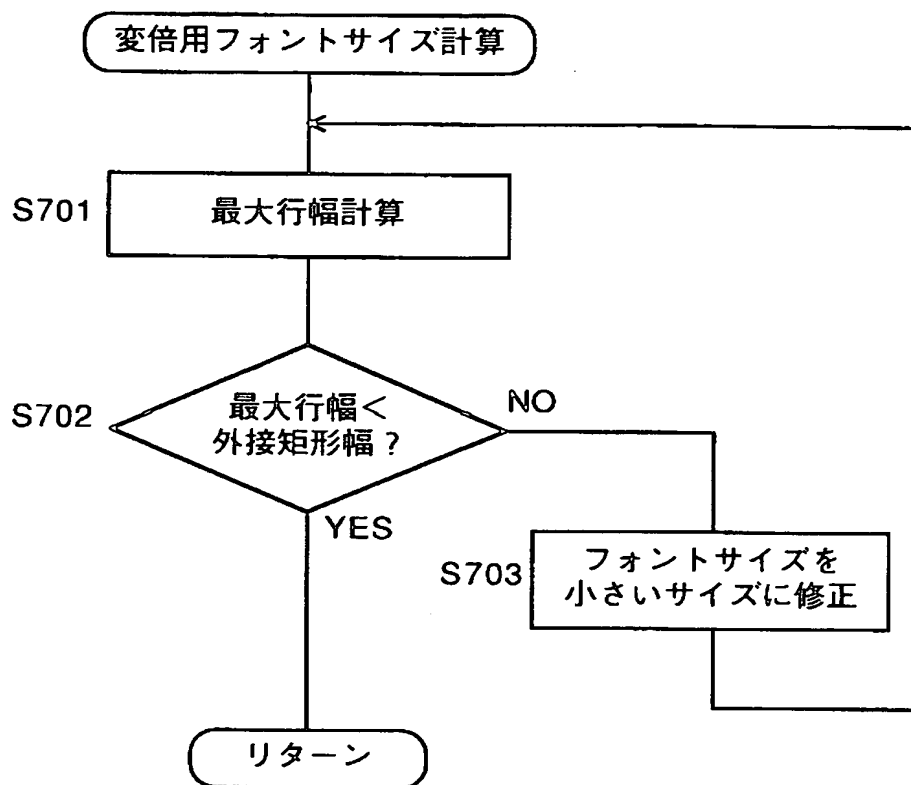 変倍用フォントサイズ計算
S701
最大行幅計算
S702
最大行幅<
外接矩形幅?
NO
YES
S703
フォントサイズを
小さいサイズに修正
リターン